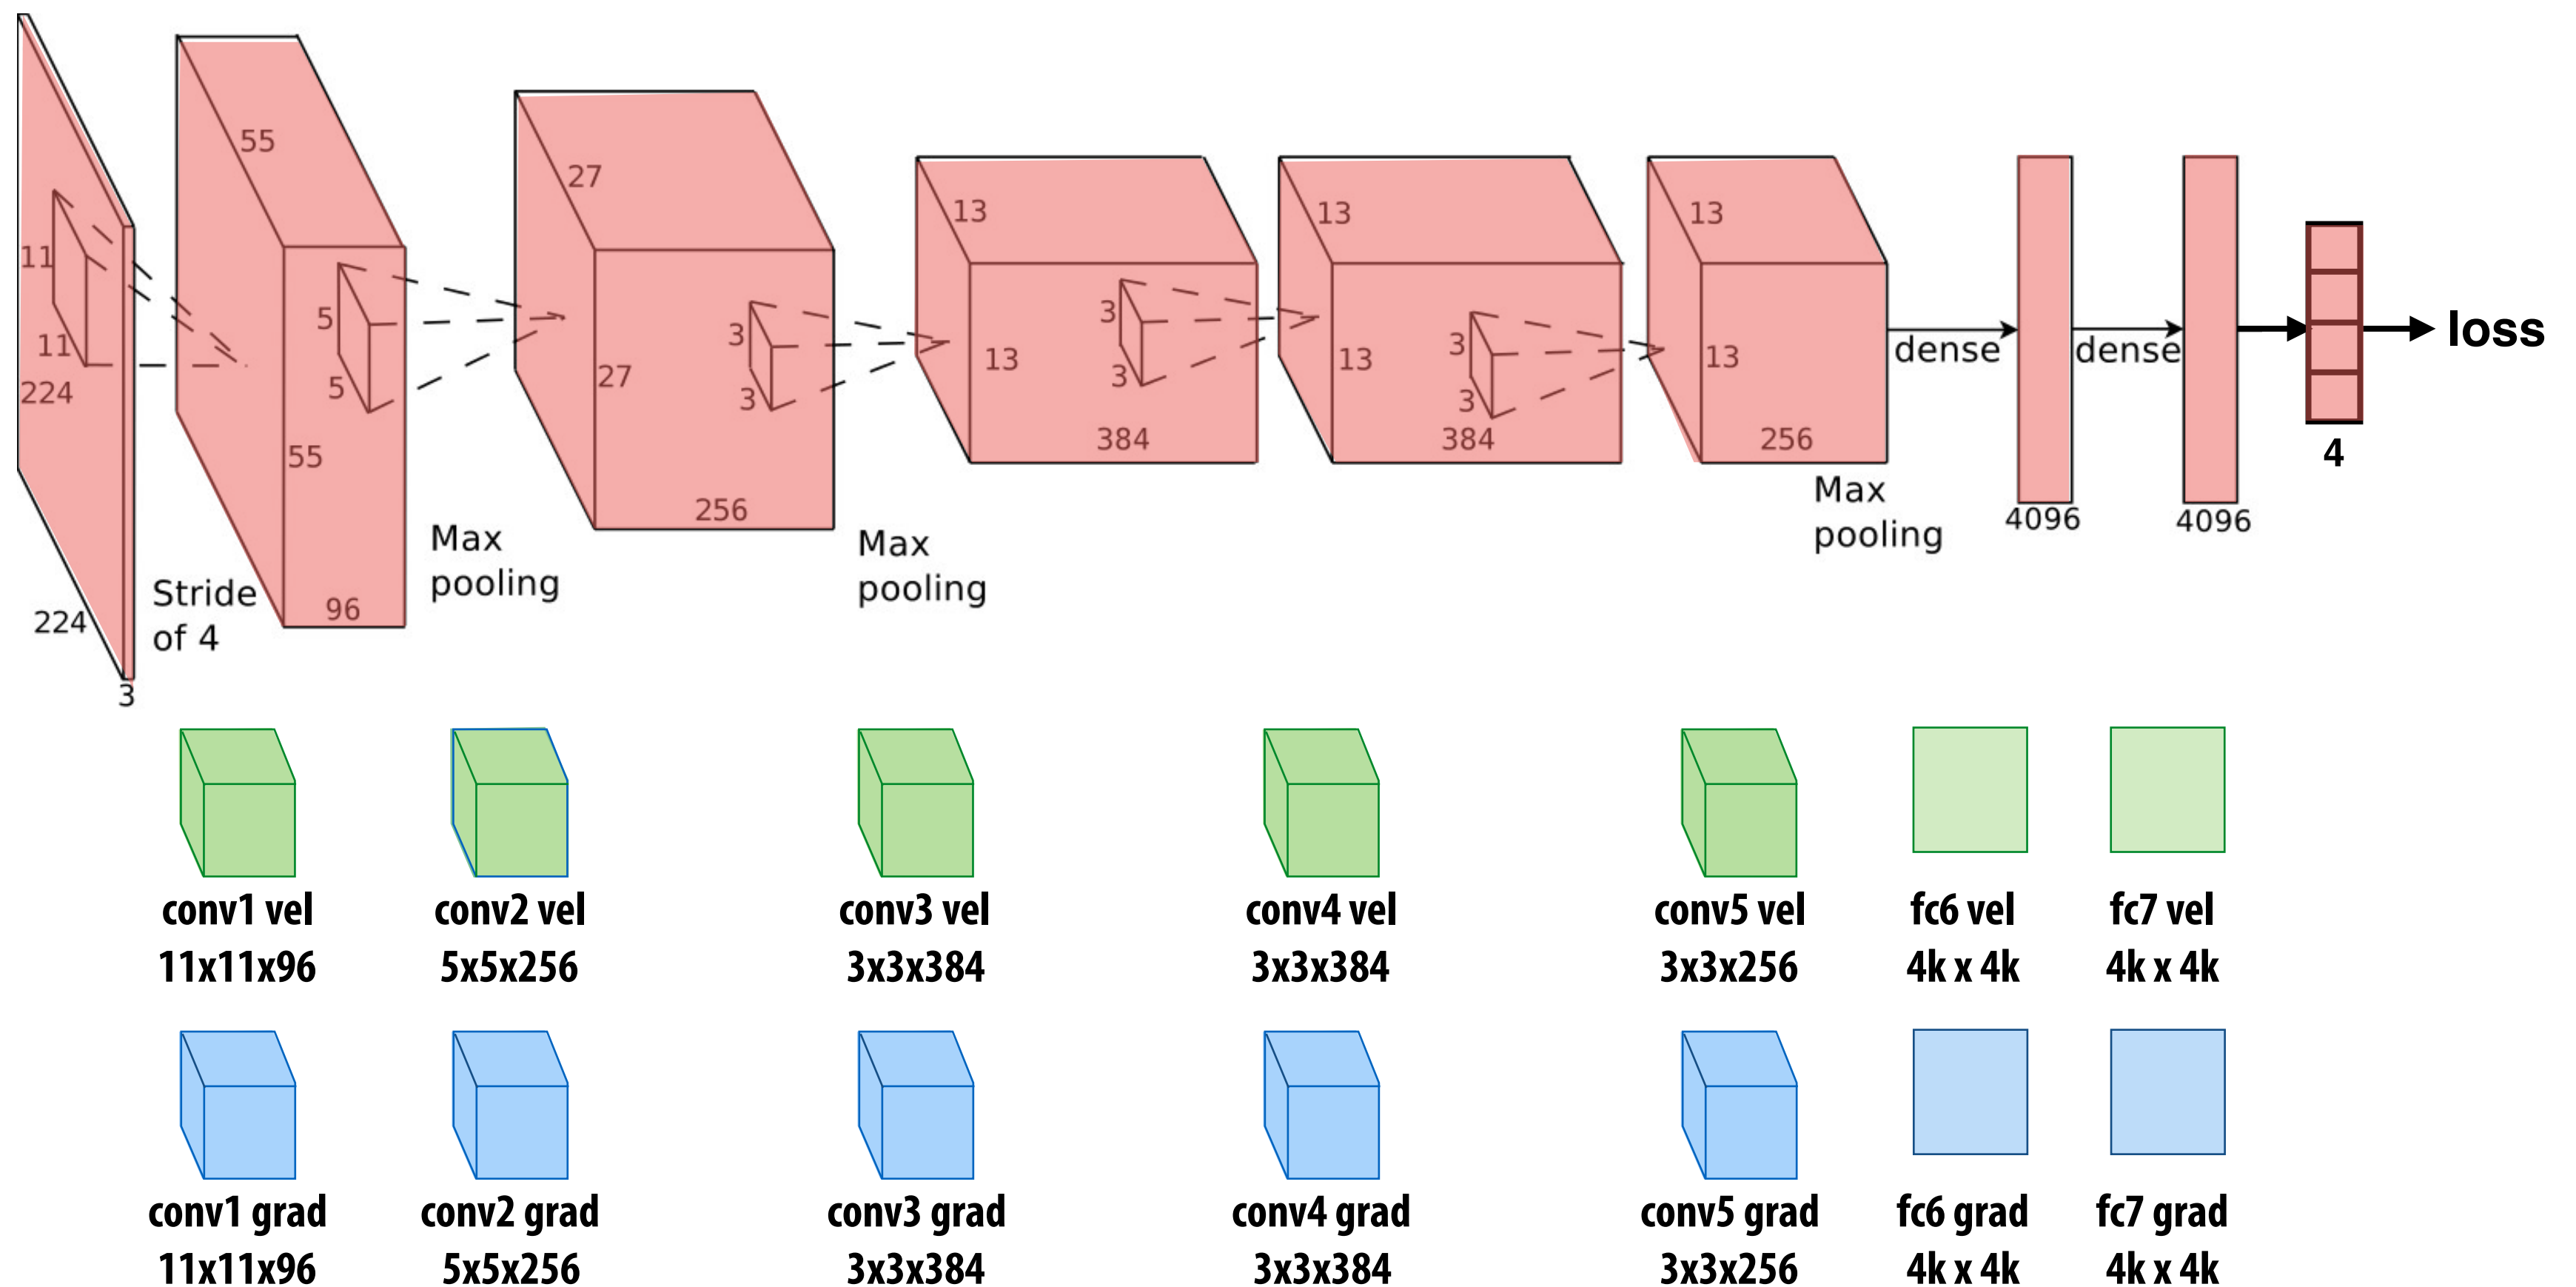 55
27
13
13
13
11
5
3
3
3
11
5
3
3
3
224
55
27
13
13
13
96
256
384
384
256
224
3
Stride
of 4
Max
pooling
Max
pooling
Max
pooling
dense
dense
4096
4096
4
loss
conv1 vel
11x11x96
conv2 vel
5x5x256
conv3 vel
3x3x384
conv4 vel
3x3x384
conv5 vel
3x3x256
fc6 vel
4k x 4k
fc7 vel
4k x 4k
conv1 grad
11x11x96
conv2 grad
5x5x256
conv3 grad
3x3x384
conv4 grad
3x3x384
conv5 grad
3x3x256
fc6 grad
4k x 4k
fc7 grad
4k x 4k